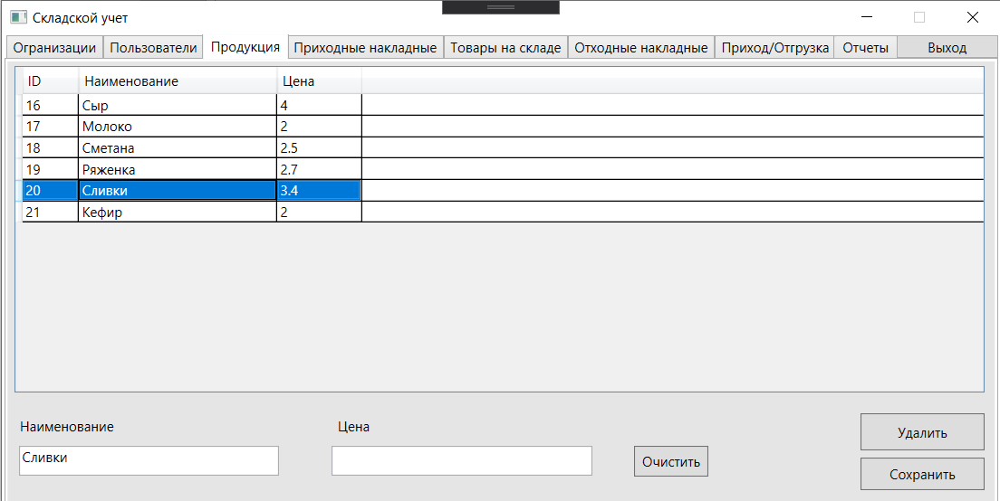 Складской учет
Огранизации Пользователи Продукция Приходные накладные Товары на складе Отходные накладные Приход/Отгрузка Отчеты Выход
ID Наименование Цена
16 Сыр 4
17 Молоко 2
18 Сметана 2.5
19 Ряженка 2.7
20 Сливки 3.4
21 Кефир 2
Наименование Цена
Удалить
Сливки Очистить
Сохранить